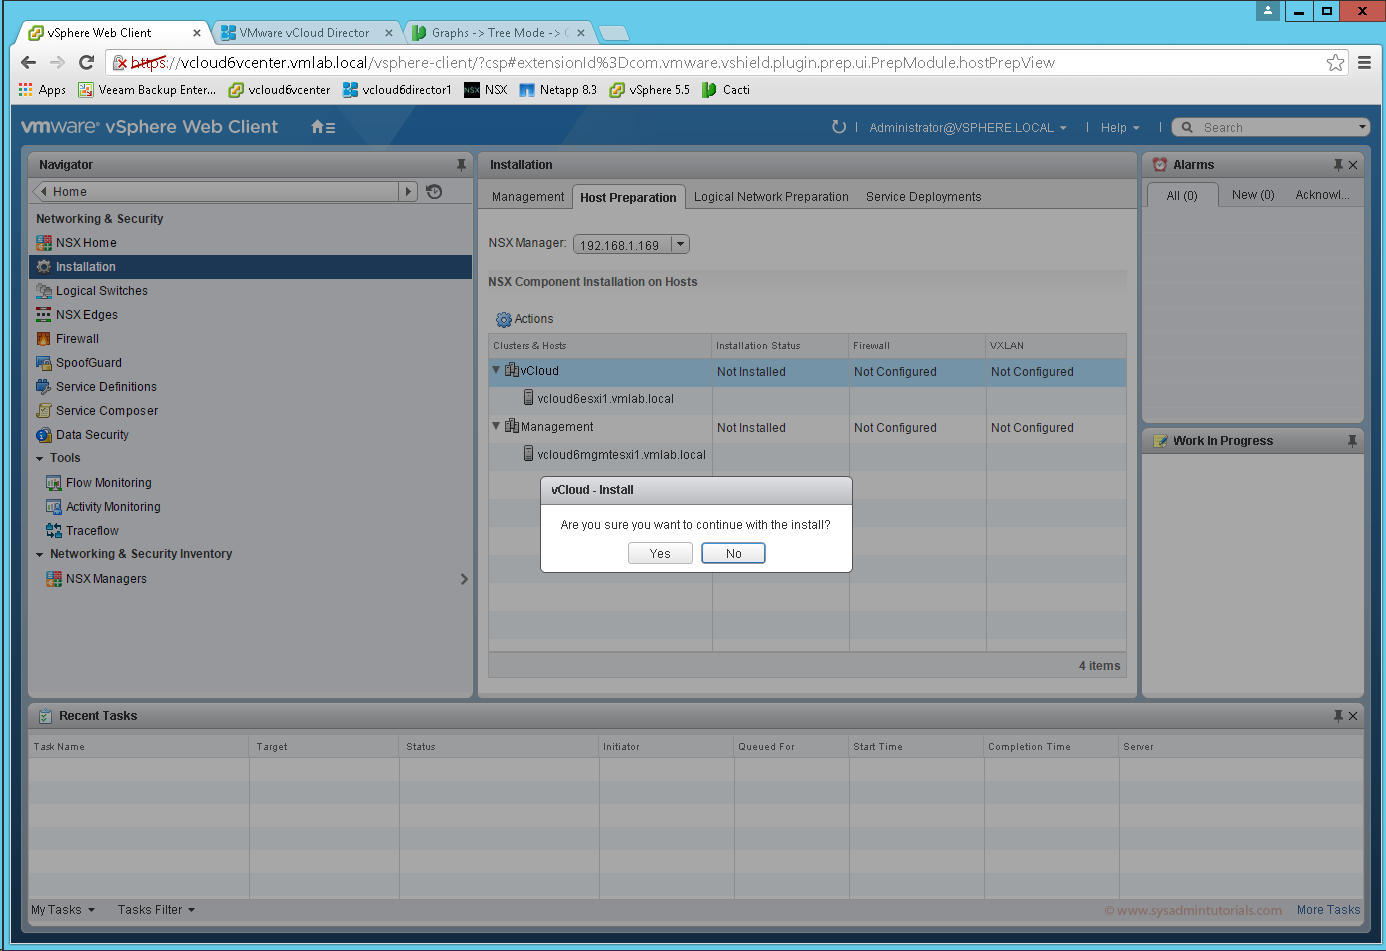 vSphere Web Client
VMware vCloud Director
Graphs -> Tree Mode -> C
https://vcloud6vcenter.vmlab.local/vsphere-client/?csp#extensionId%3Dcom.vmware.vshield.plugin.prep.ui.PrepModule.hostPrepView
Apps
Veeam Backup Enter...
vcloud6vcenter
vcloud6director1
NSX
Netapp 8.3
vSphere 5.5
Cacti
vmware® vSphere Web Client
Administrator@VSPHERE.LOCAL
Help
Search
Navigator
Home
Networking & Security
NSX Home
Installation
Logical Switches
NSX Edges
Firewall
SpoofGuard
Service Definitions
Service Composer
Data Security
Tools
Flow Monitoring
Activity Monitoring
Traceflow
Networking & Security Inventory
NSX Managers
Installation
Management
Host Preparation
Logical Network Preparation
Service Deployments
NSX Manager: 192.168.1.169
NSX Component Installation on Hosts
Actions
Clusters & Hosts Installation Status Firewall VXLAN
vCloud Not Installed Not Configured Not Configured
vcloud6esxi1.vmlab.local
Management Not Installed Not Configured Not Configured
vcloud6mgmtesxi1.vmlab.local
vCloud - Install
Are you sure you want to continue with the install?
Yes No
4 items
Alarms
All (0) New (0) Acknowl...
Work In Progress
Recent Tasks
Task Name Target Status Initiator Queued For Start Time Completion Time Server
My Tasks Tasks Filter
© www.sysadmintutorials.com
More Tasks